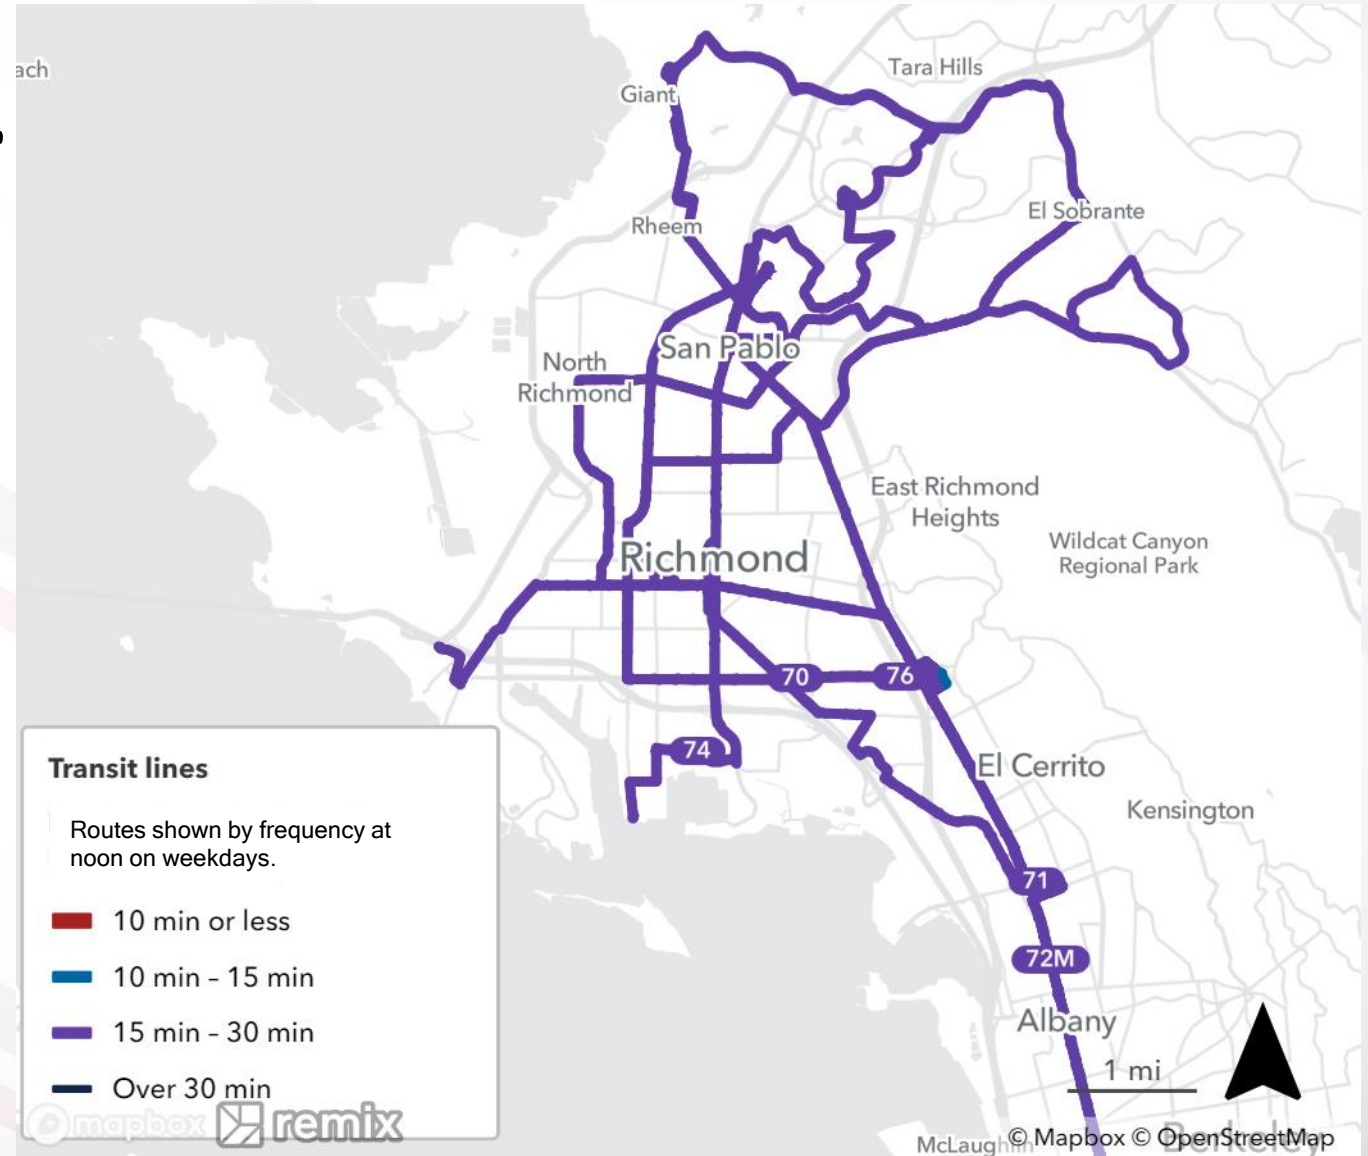 ach
Tara Hills
Giant
Rheem
El Sobrante
San Pablo
North
Richmond
East Richmond
Heights
Wildcat Canyon
Regional Park
Richmond
70
76
74
El Cerrito
Kensington
71
72M
Albany
1 mi
Transit lines
Routes shown by frequency at
noon on weekdays.
10 min or less
10 min – 15 min
15 min – 30 min
Over 30 min
mapbox remix
McLaughlin
Berkeley
© Mapbox © OpenStreetMap